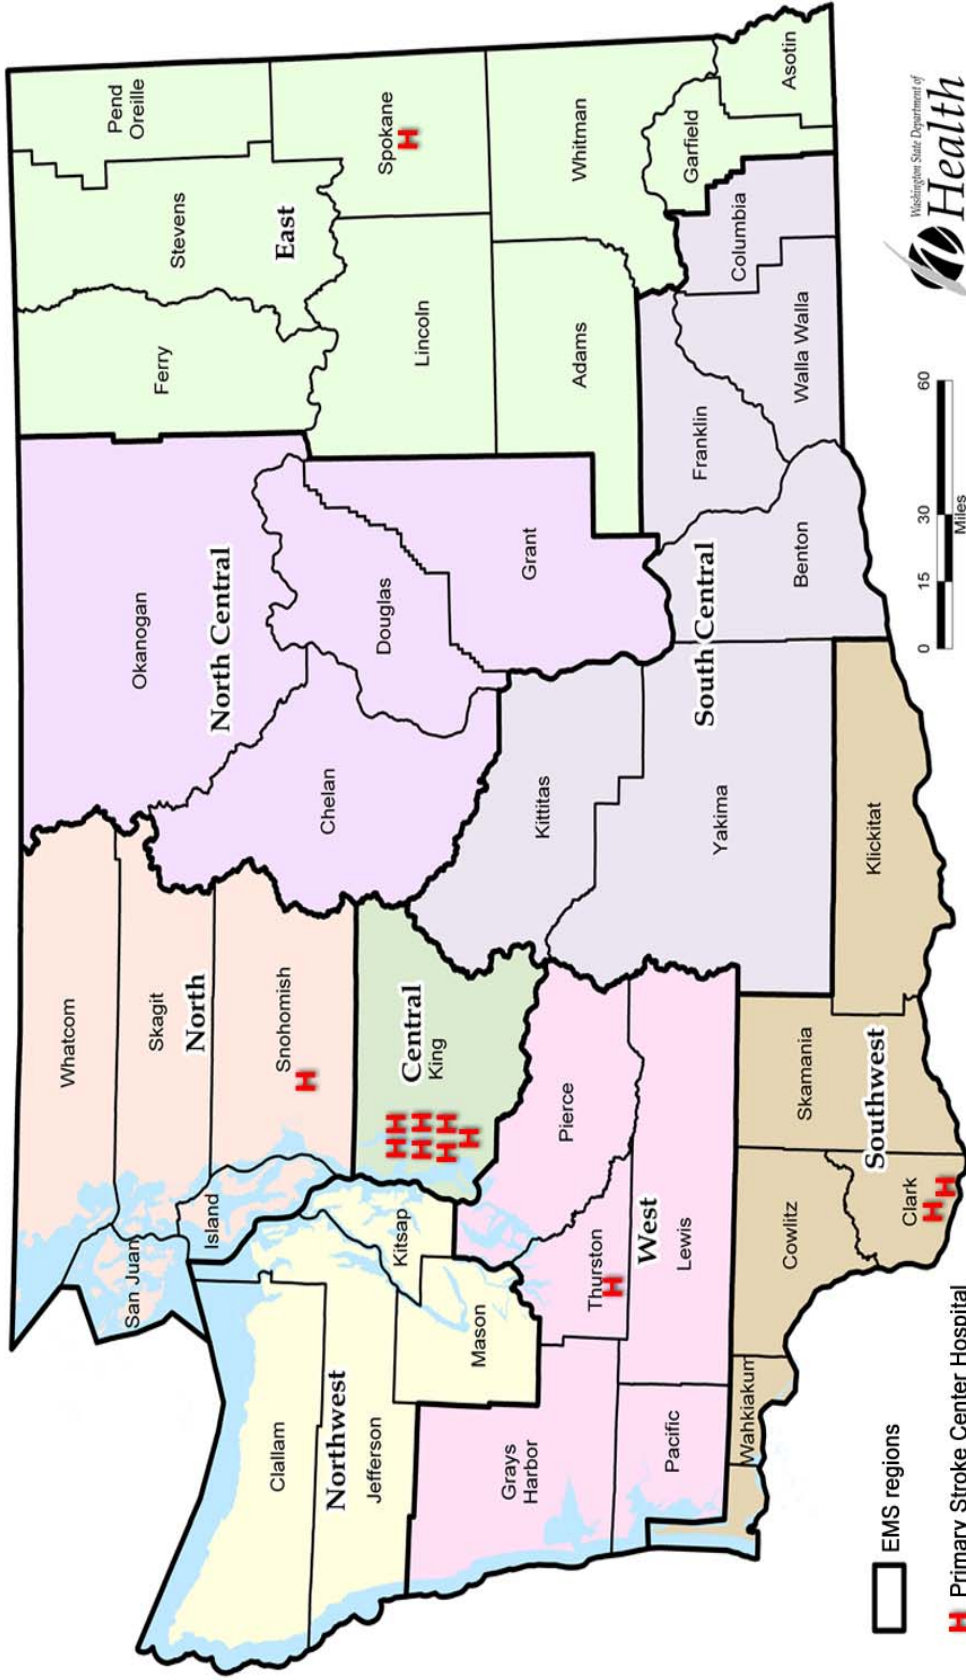 Whatcom
San Juan
Skagit
North
Island
Snohomish
Okanogan
North Central
Chelan
Douglas
Grant
Ferry
Stevens
Pend
Oreille
East
Spokane
H
Lincoln
Adams
Whitman
Garfield
Asotin
H
Clallam
Northwest
Jefferson
Kitsap
Mason
Central
King
H H
H H
H H
H
Grays
Harbor
Thurston
H
Pierce
West
Lewis
Pacific
Kittitas
Yakima
South Central
Benton
Franklin
Walla Walla
Columbia
Wahkiakum
Cowlitz
Skamania
Southwest
Clark
H H
Klickitat
EMS regions
H Primary Stroke Center Hospital
0 15 30 60
Miles
Washington State Department of
Health